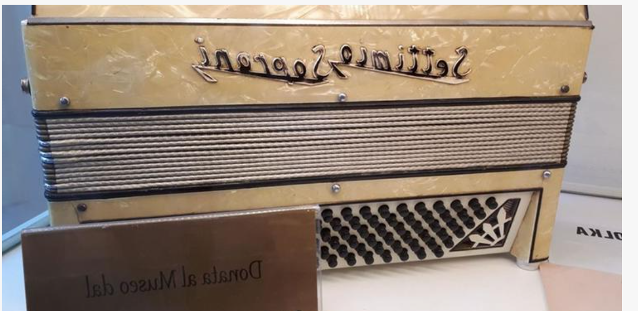 Settimio Soprani
Donata al Museo dal